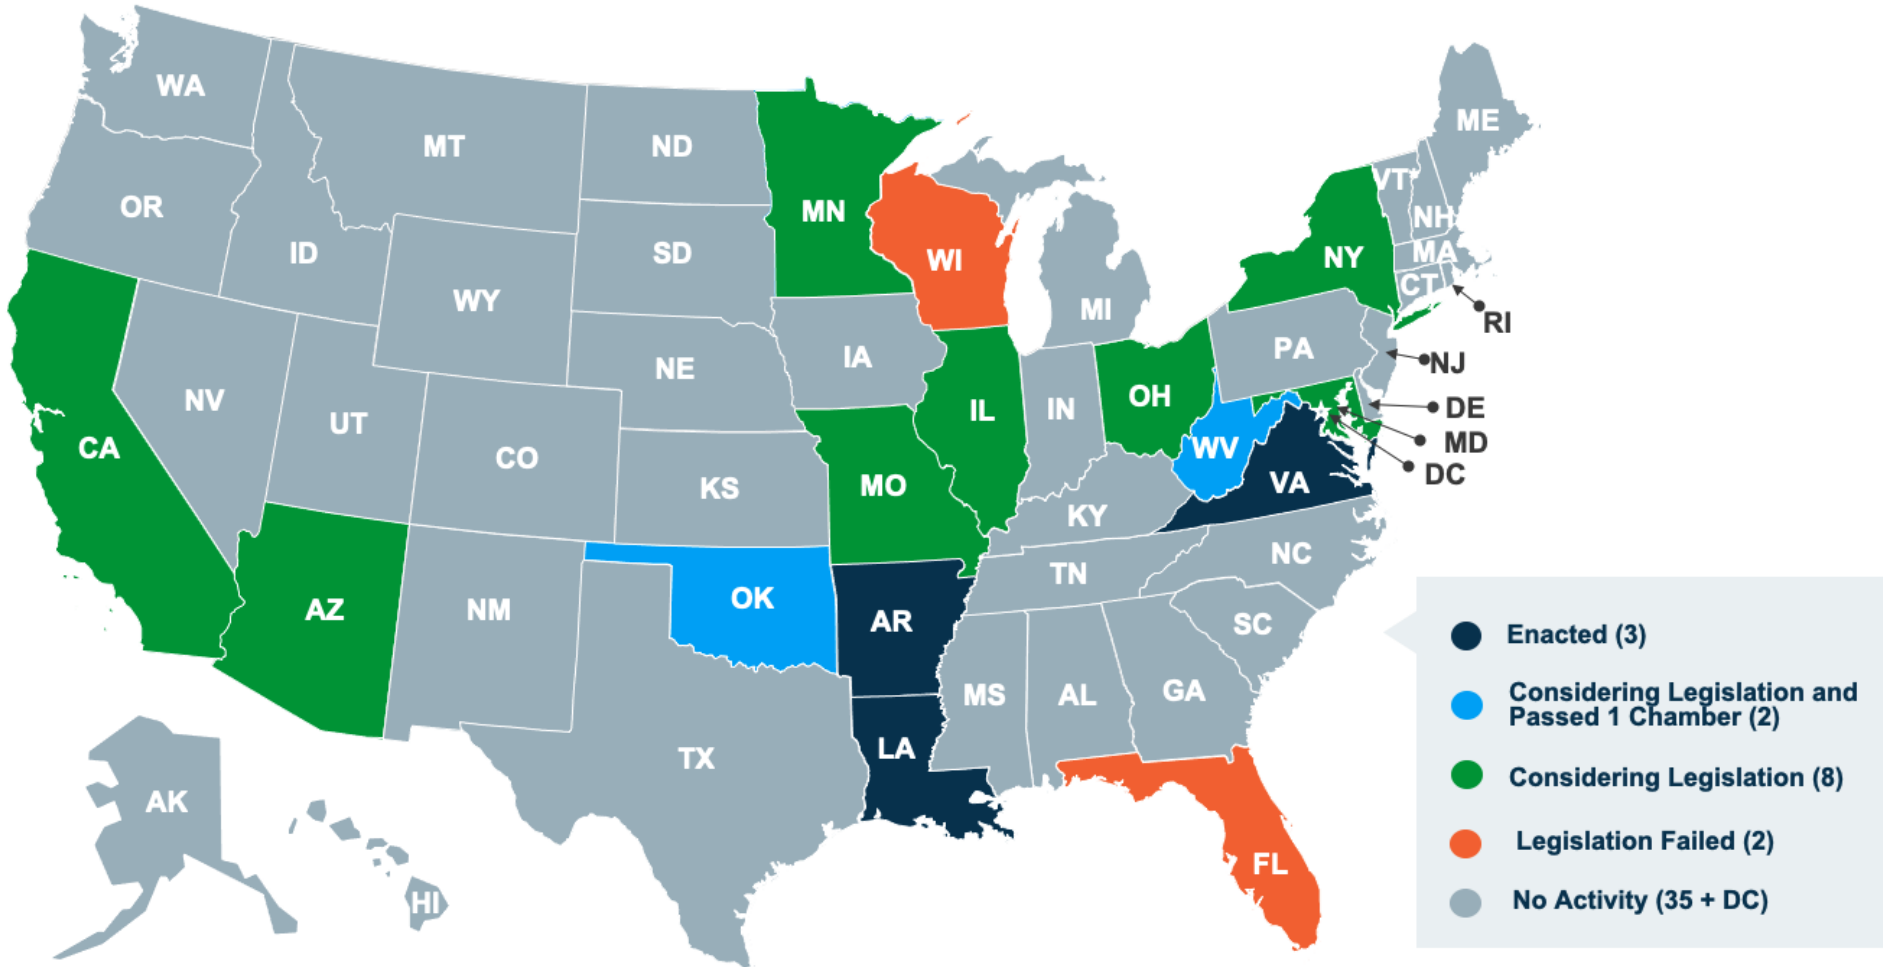 WA
MT
ND
MN
ME
VT*
OR
ID
SD
WI
NH
NY
MA
WY
MI
CT
RI
IA
PA
NE
NJ
NV
UT
IL
IN
OH
DE
CA
CO
WV
MD
KS
MO
VA
DC
KY
NC
AZ
NM
OK
TN
AR
SC
MS
AL
GA
LA
TX
AK
FL
HI
Enacted (3)
Considering Legislation and
Passed 1 Chamber (2)
Considering Legislation (8)
Legislation Failed (2)
No Activity (35 + DC)